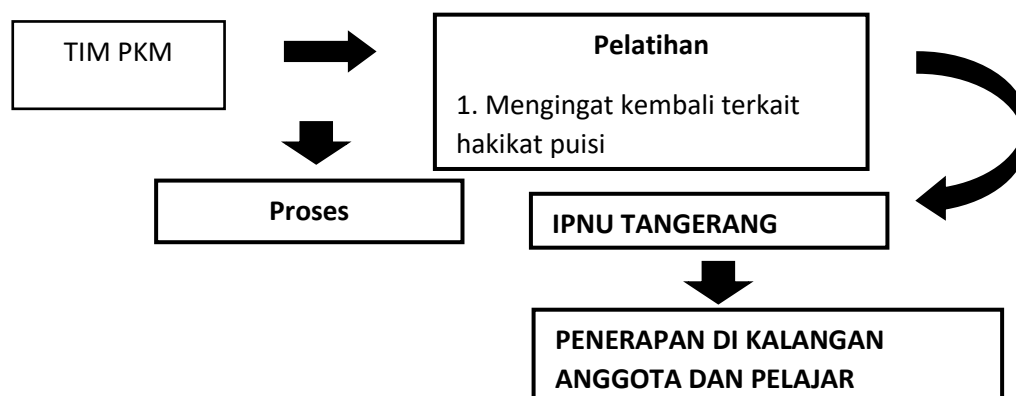 TIM PKM
Pelatihan
1. Mengingat kembali terkait
hakikat puisi
Proses
IPNU TANGERANG
PENERAPAN DI KALANGAN
ANGGOTA DAN PELAJAR